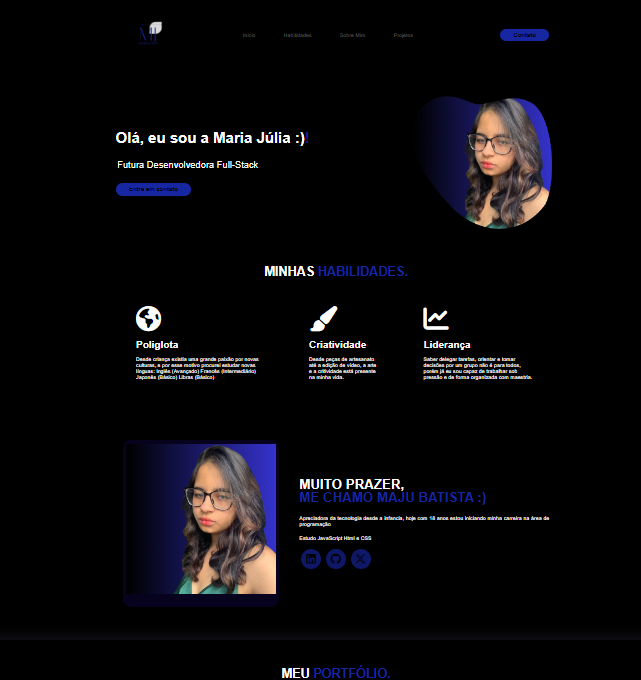 Início
Habilidades
Sobre Mim
Projetos
Contato
Olá, eu sou a Maria Júlia :)!
Futura Desenvolvedora Full-Stack
Entre em contato
MINHAS HABILIDADES.
Poliglota
Desde criança existia uma grande paixão por novas
culturas, e por esse motivo procurei estudar novas
línguas: Inglês (Avançado) Francês (Intermediário)
Japonês (Básico) Libras (Básico)
Criatividade
Desde peças de artesanato
até a edição de vídeo, a arte
e a critividade está presente
na minha vida.
Liderança
Saber delegar tarefas, orientar e tomar
decisões por um grupo não é para todos,
porém já eu sou capaz de trabalhar sob
pressão e de forma organizada com maestria.
MUITO PRAZER,
ME CHAMO MAJU BATISTA :)
Apreciadora da tecnologia desde a infancia, hoje com 18 anos estou iniciando minha carreira na área de
programação
Estudo JavaScript Html e CSS
MEU PORTFÓLIO.